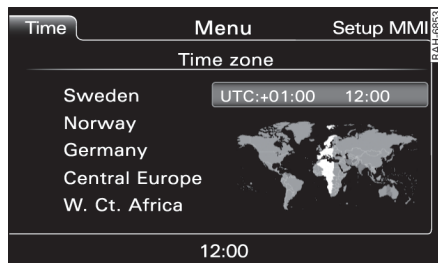 Time Menu Setup MMI
Time zone
Sweden UTC:+01:00 12:00
Norway
Germany
Central Europe
W. Ct. Africa
12:00
RAH-6853